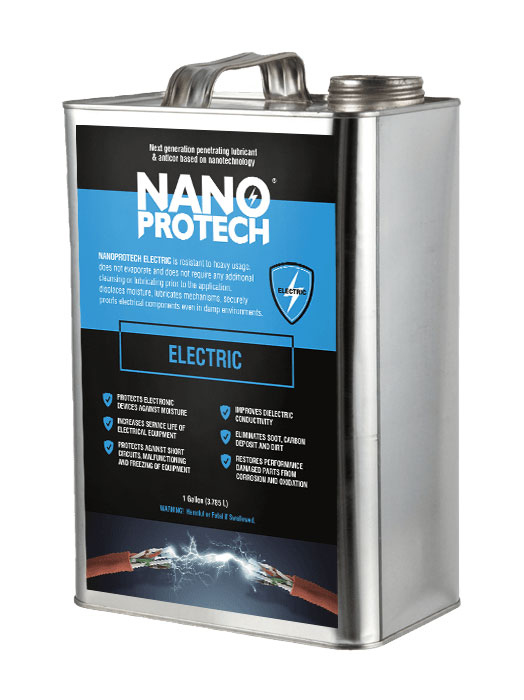 Next generation penetrating lubricant
& anticor based on nanotechnology
NANO®
PROTECH
NANOPROTECH ELECTRIC is resistant to heavy usage,
does not evaporate and does not require any additional
cleansing or lubricating prior to the application.
displaces moisture, lubricates mechanisms, securely
proofs electrical components even in damp environments.
ELECTRIC
ELECTRIC
PROTECTS ELECTRONIC
DEVICES AGAINST MOISTURE
INCREASES SERVICE LIFE OF
ELECTRICAL EQUIPMENT
PROTECTS AGAINST SHORT
CIRCUITS, MALFUNCTIONING
AND FREEZING OF EQUIPMENT
IMPROVES DIELECTRIC
CONDUCTIVITY
ELIMINATES SOOT, CARBON
DEPOSIT AND DIRT
RESTORES PERFORMANCE
DAMAGED PARTS FROM
CORROSION AND OXIDATION
1 Gallon (3.785 L)
WARNING! Harmful or Fatal if Swallowed.